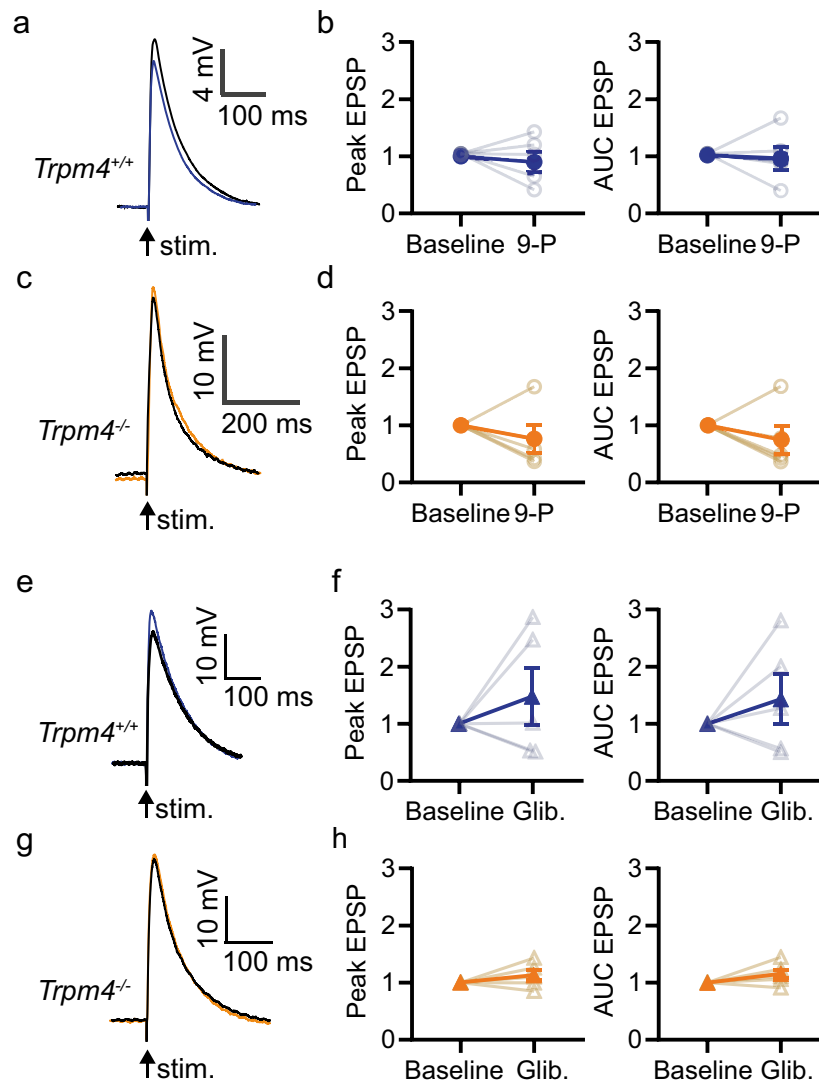 a
4 mV
100 ms
Trpm4+/+
stim.
b
Peak EPSP
3
2
1
0
Baseline 9-P
AUC EPSP
3
2
1
0
Baseline 9-P
c
10 mV
200 ms
Trpm4-/-
stim.
d
Peak EPSP
3
2
1
0
Baseline 9-P
AUC EPSP
3
2
1
0
Baseline 9-P
e
10 mV
100 ms
Trpm4+/+
stim.
f
Peak EPSP
3
2
1
0
Baseline Glib.
AUC EPSP
3
2
1
0
Baseline Glib.
g
10 mV
100 ms
Trpm4-/-
stim.
h
Peak EPSP
3
2
1
0
Baseline Glib.
AUC EPSP
3
2
1
0
Baseline Glib.